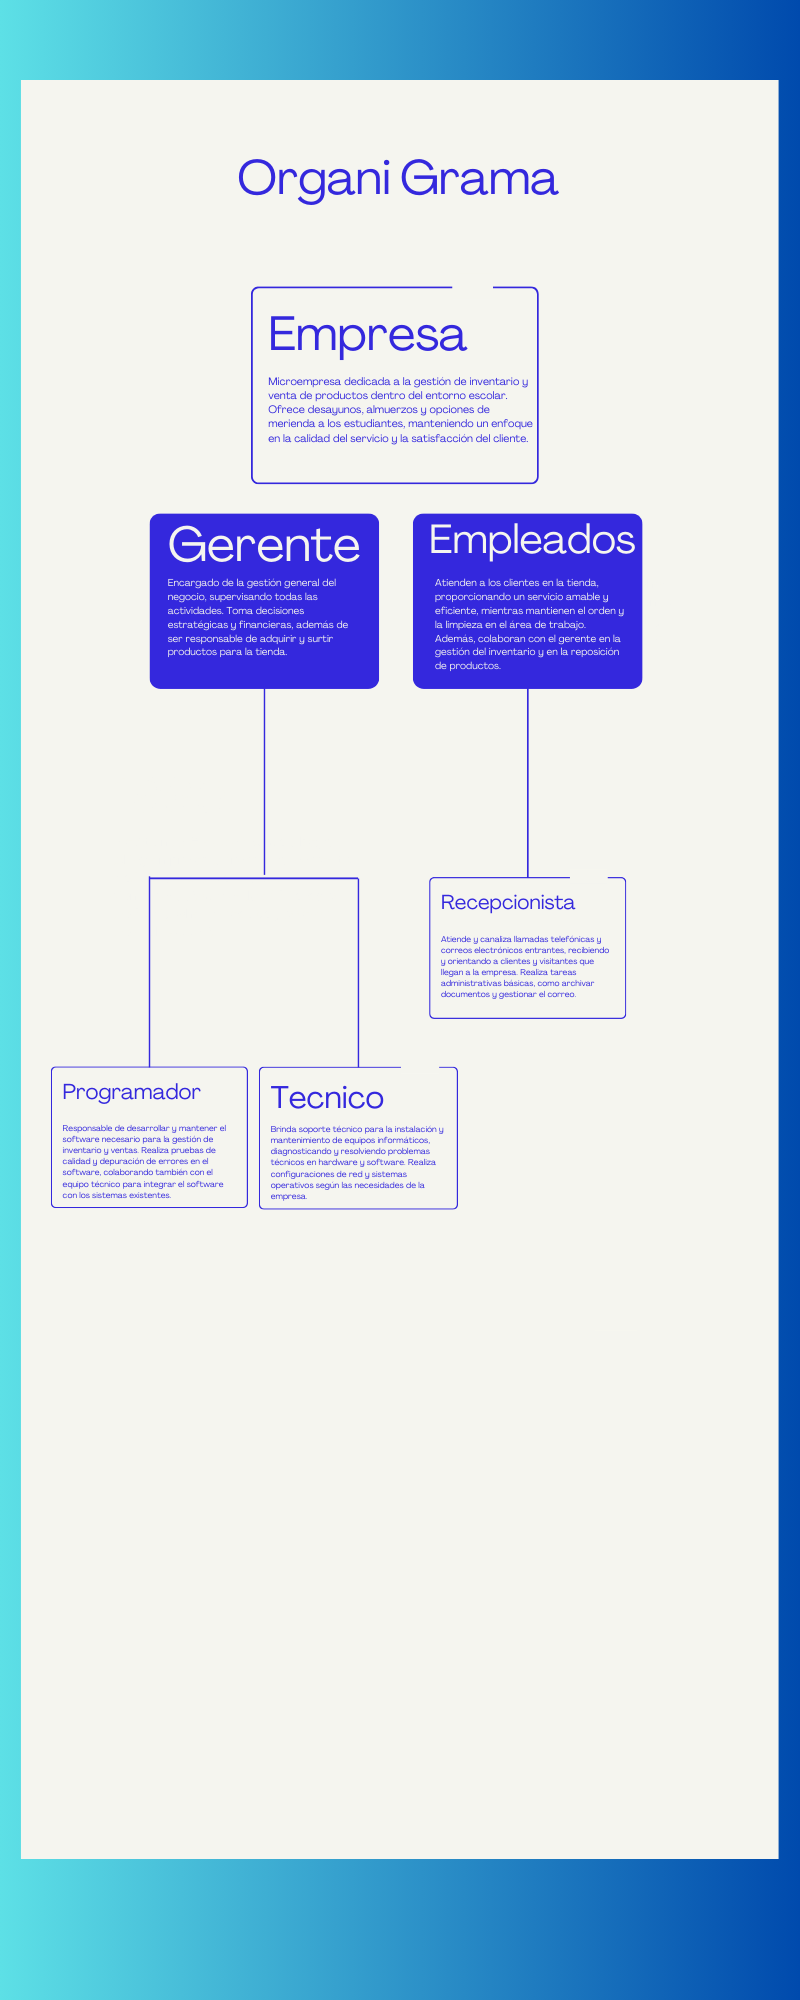 Organi Grama
Empresa
Microempresa dedicada a la gestión de inventario y
venta de productos dentro del entorno escolar.
Ofrece desayunos, almuerzos y opciones de
merienda a los estudiantes, manteniendo un enfoque
en la calidad del servicio y la satisfacción del cliente.
Gerente
Encargado de la gestión general del
negocio, supervisando todas las
actividades. Toma decisiones
estratégicas y financieras, además de
ser responsable de adquirir y surtir
productos para la tienda.
Empleados
Atienden a los clientes en la tienda,
proporcionando un servicio amable y
eficiente, mientras mantienen el orden y
la limpieza en el área de trabajo.
Además, colaboran con el gerente en la
gestión del inventario y en la reposición
de productos.
Recepcionista
Atiende y canaliza llamadas telefónicas y
correos electrónicos entrantes, recibiendo
y orientando a clientes y visitantes que
llegan a la empresa. Realiza tareas
administrativas básicas, como archivar
documentos y gestionar el correo.
Programador
Responsable de desarrollar y mantener el
software necesario para la gestión de
inventario y ventas. Realiza pruebas de
calidad y depuración de errores en el
software, colaborando también con el
equipo técnico para integrar el software
con los sistemas existentes.
Tecnico
Brinda soporte técnico para la instalación y
mantenimiento de equipos informáticos,
diagnosticando y resolviendo problemas
técnicos en hardware y software. Realiza
configuraciones de red y sistemas
operativos según las necesidades de la
empresa.